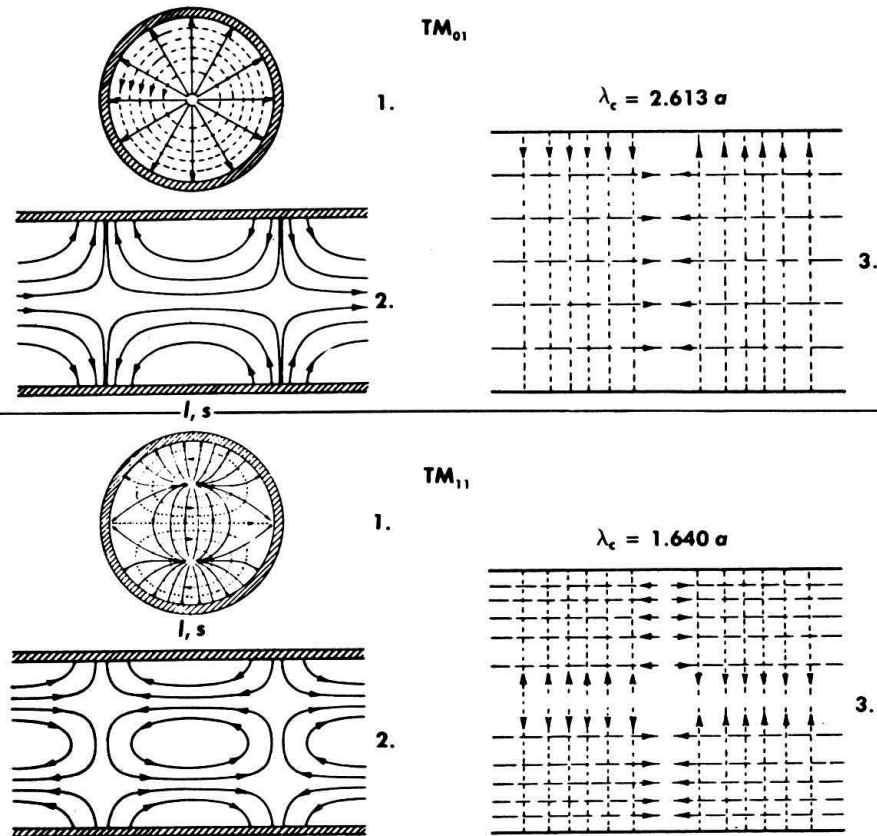 TM₀₁
1.
λc = 2.613 a
2.
3.
l, s
TM₁₁
1.
λc = 1.640 a
l, s
2.
3.